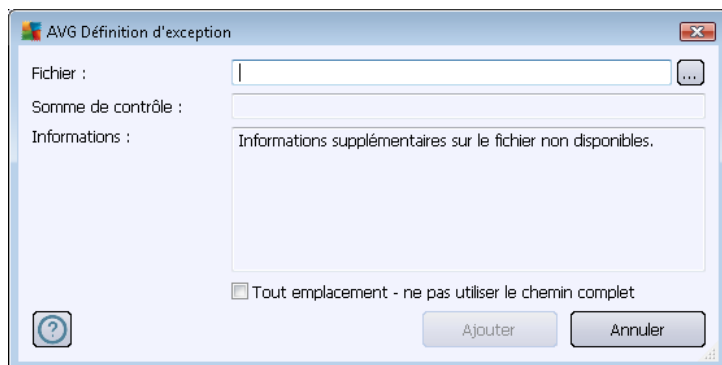 AVG Définition d'exception
Fichier :
...
Somme de contrôle :
Informations :
Informations supplémentaires sur le fichier non disponibles.
Tout emplacement - ne pas utiliser le chemin complet
?
Ajouter
Annuler